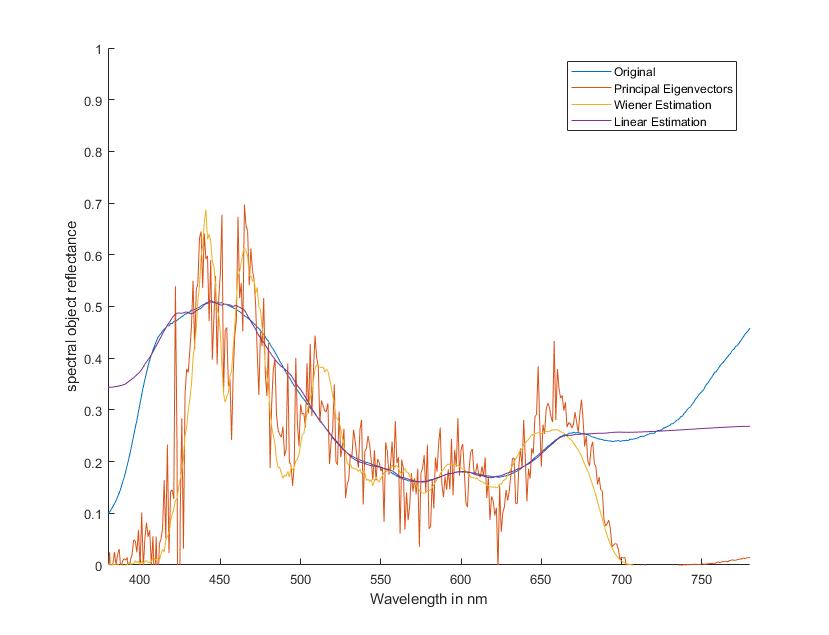 Original
Principal Eigenvectors
Wiener Estimation
Linear Estimation
1
0.9
0.8
0.7
0.6
0.5
0.4
0.3
0.2
0.1
0
spectral object reflectance
400 450 500 550 600 650 700 750
Wavelength in nm